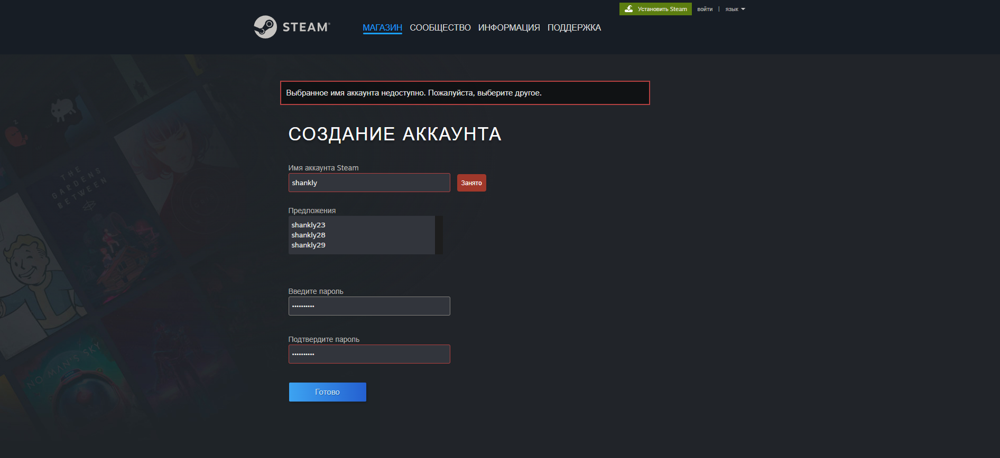 Установить Steam
войти | язык
STEAM®
МАГАЗИН СООБЩЕСТВО ИНФОРМАЦИЯ ПОДДЕРЖКА
Выбранное имя аккаунта недоступно. Пожалуйста, выберите другое.
СОЗДАНИЕ АККАУНТА
Имя аккаунта Steam
shankly
Занято
Предложения
shankly23
shankly28
shankly29
Введите пароль
••••••••••
Подтвердите пароль
••••••••••
Готово
2
THE
GARDENS
BETWEEN
NO MAN'S SKY